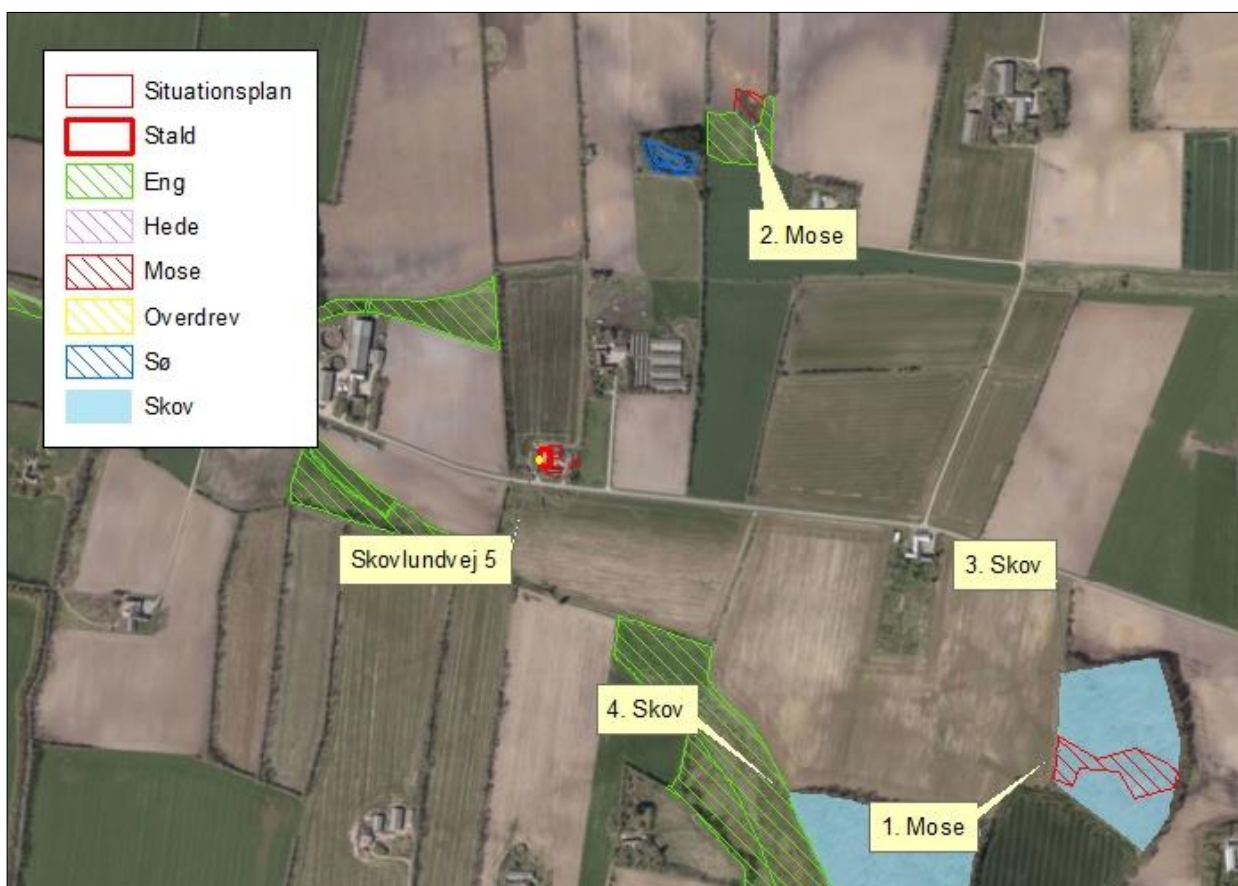 Situationsplan
Stald
Eng
Hede
Mose
Overdrev
Sø
Skov
2. Mose
Skovlundvej 5
3. Skov
4. Skov
1. Mose